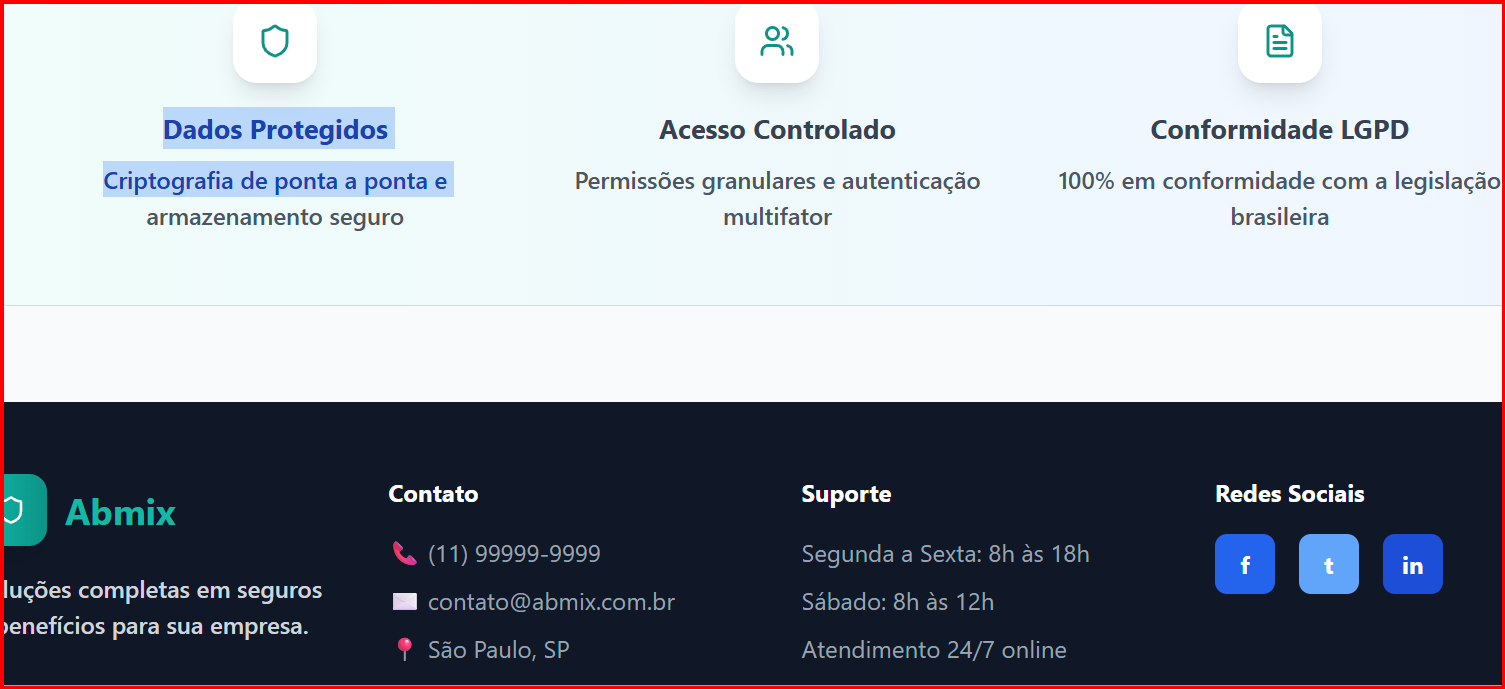 Dados Protegidos
Criptografia de ponta a ponta e
armazenamento seguro
Acesso Controlado
Permissões granulares e autenticação
multifator
Conformidade LGPD
100% em conformidade com a legislação
brasileira
Abmix
luções completas em seguros
benefícios para sua empresa.
Contato
(11) 99999-9999
contato@abmix.com.br
São Paulo, SP
Suporte
Segunda a Sexta: 8h às 18h
Sábado: 8h às 12h
Atendimento 24/7 online
Redes Sociais
f
t
in